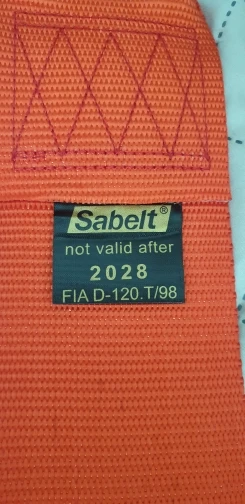 Sabelt®
not valid after
2028
FIA D-120.T/98